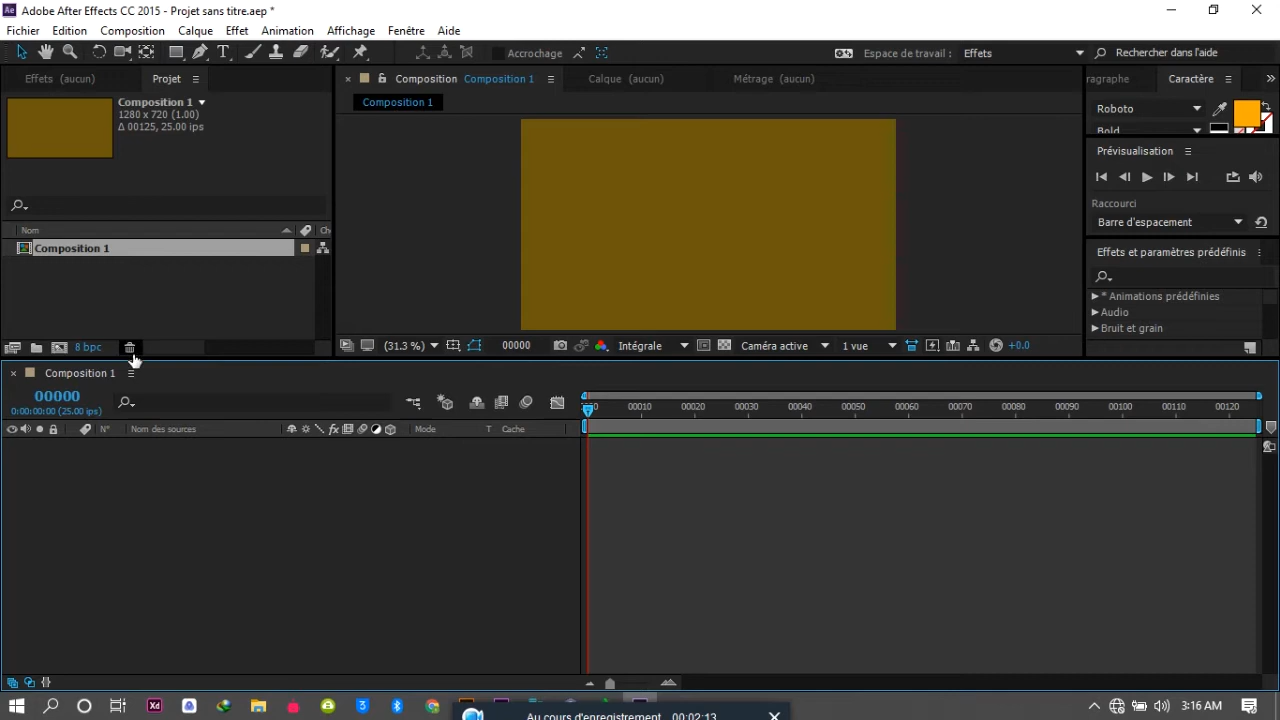 Ae Adobe After Effects CC 2015 - Projet sans titre.aep *
Fichier Edition Composition Calque Effet Animation Affichage Fenêtre Aide
Accrochage Espace de travail : Effets Rechercher dans l'aide
Effets (aucun) Projet Composition Composition 1 Calque (aucun) Métrage (aucun) ragraphe Caractère
Composition 1
1280 x 720 (1.00)
Δ 00125, 25.00 ips
Composition 1
Roboto
Bold
Prévisualisation
Raccourci
Barre d'espacement
Nom Ch
Composition 1
Effets et paramètres prédéfinis
* Animations prédéfinies
Audio
Bruit et grain
8 bpc (31.3 %) 00000 Intégrale Caméra active 1 vue +0.0
Composition 1
00000
0:00:00:00 (25.00 ips)
00 00010 00020 00030 00040 00050 00060 00070 00080 00090 00100 00110 00120
N° Nom des sources fx Mode T Cache
Xd 3:16 AM
Au cours d'enregistrement 00:02:13